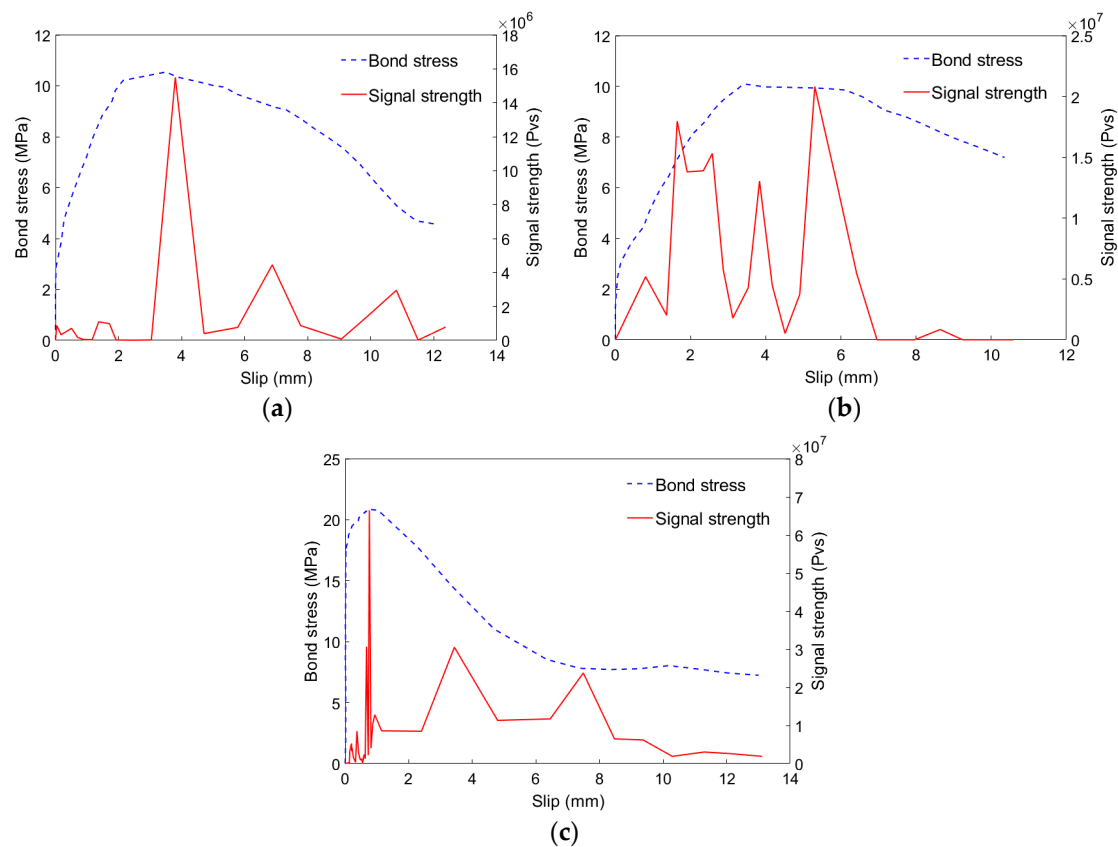 ×10^6
12
10
8
6
4
2
0
18
16
14
12
10
8
6
4
2
0
Bond stress
Signal strength
Bond stress (MPa)
Signal strength (Pvs)
0 2 4 6 8 10 12 14
Slip (mm)
(a)
×10^7
12
10
8
6
4
2
0
2.5
2
1.5
1
0.5
0
Bond stress
Signal strength
Bond stress (MPa)
Signal strength (Pvs)
0 2 4 6 8 10 12
Slip (mm)
(b)
×10^7
25
20
15
10
5
0
8
7
6
5
4
3
2
1
0
Bond stress
Signal strength
Bond stress (MPa)
Signal strength (Pvs)
0 2 4 6 8 10 12 14
Slip (mm)
(c)